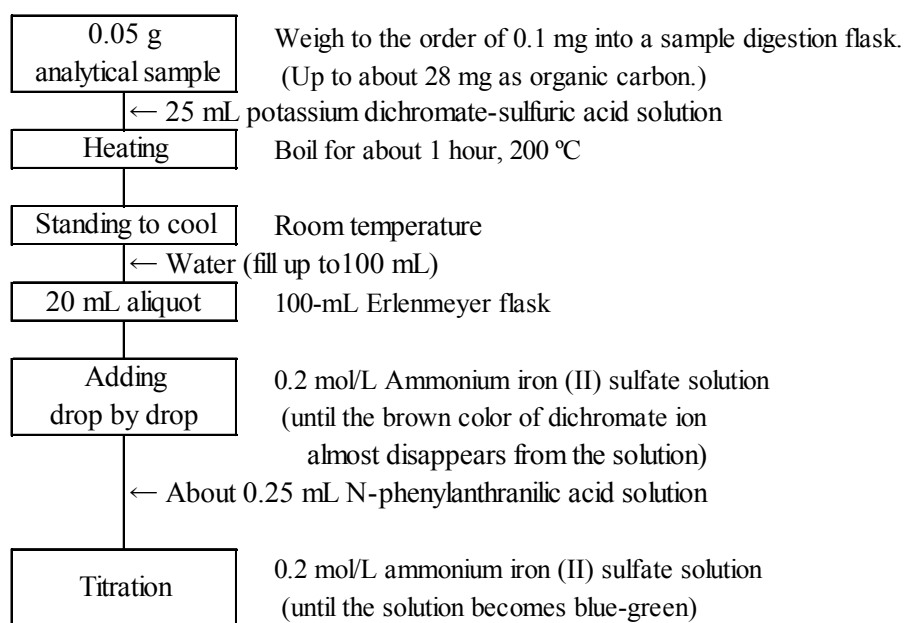 0.05 g
analytical sample
Weigh to the order of 0.1 mg into a sample digestion flask.
(Up to about 28 mg as organic carbon.)
← 25 mL potassium dichromate-sulfuric acid solution
Heating
Boil for about 1 hour, 200 ºC
Standing to cool
Room temperature
← Water (fill up to100 mL)
20 mL aliquot
100-mL Erlenmeyer flask
Adding
drop by drop
0.2 mol/L Ammonium iron (II) sulfate solution
(until the brown color of dichromate ion
almost disappears from the solution)
← About 0.25 mL N-phenylanthranilic acid solution
Titration
0.2 mol/L ammonium iron (II) sulfate solution
(until the solution becomes blue-green)